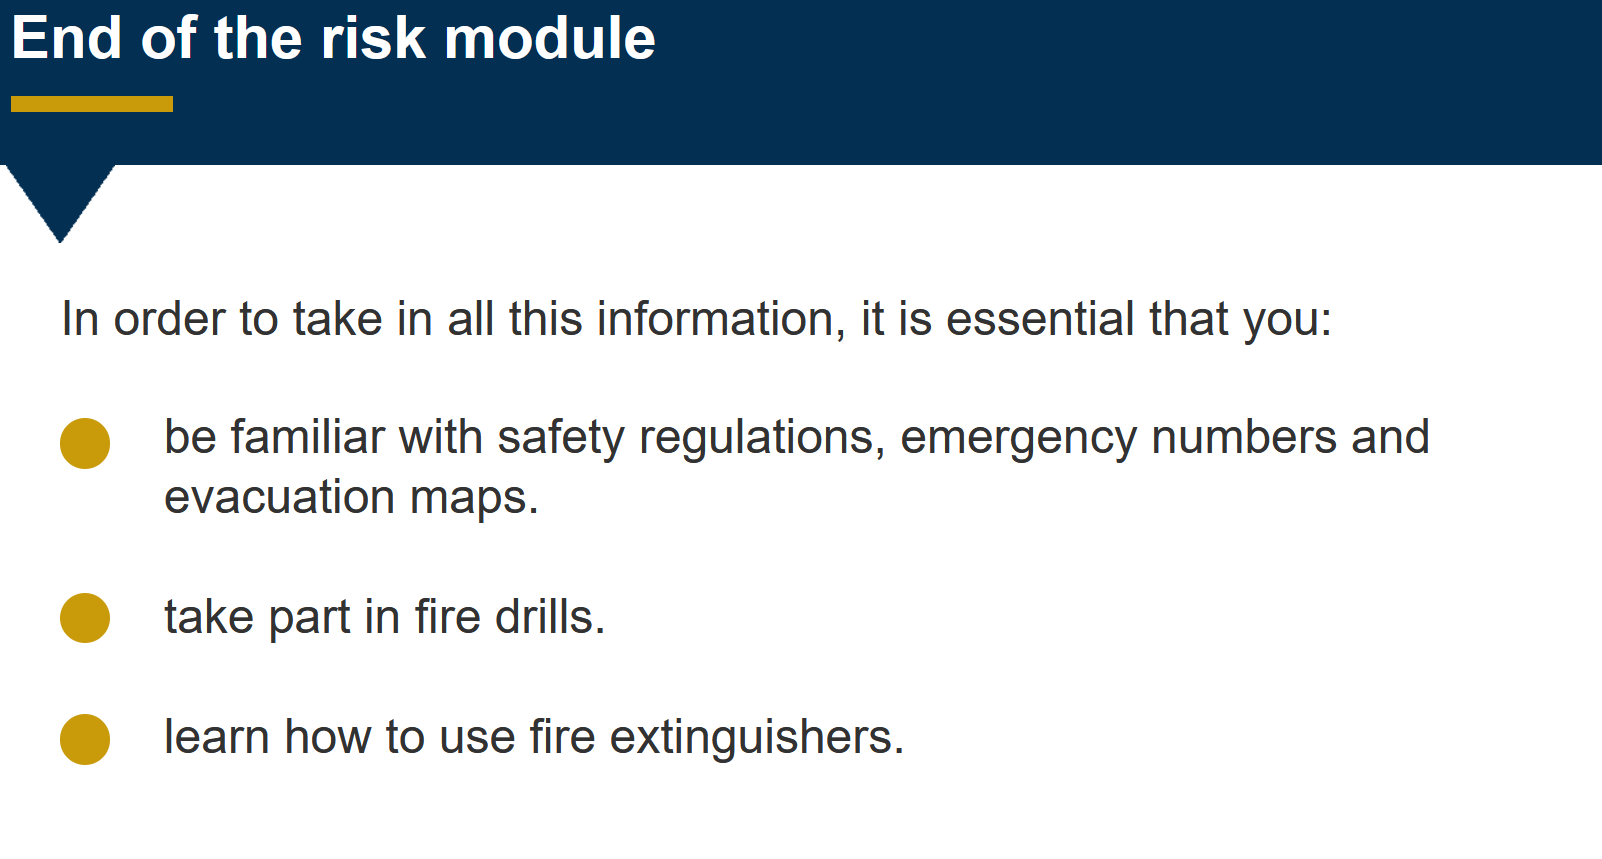 End of the risk module
In order to take in all this information, it is essential that you:
be familiar with safety regulations, emergency numbers and
evacuation maps.
take part in fire drills.
learn how to use fire extinguishers.